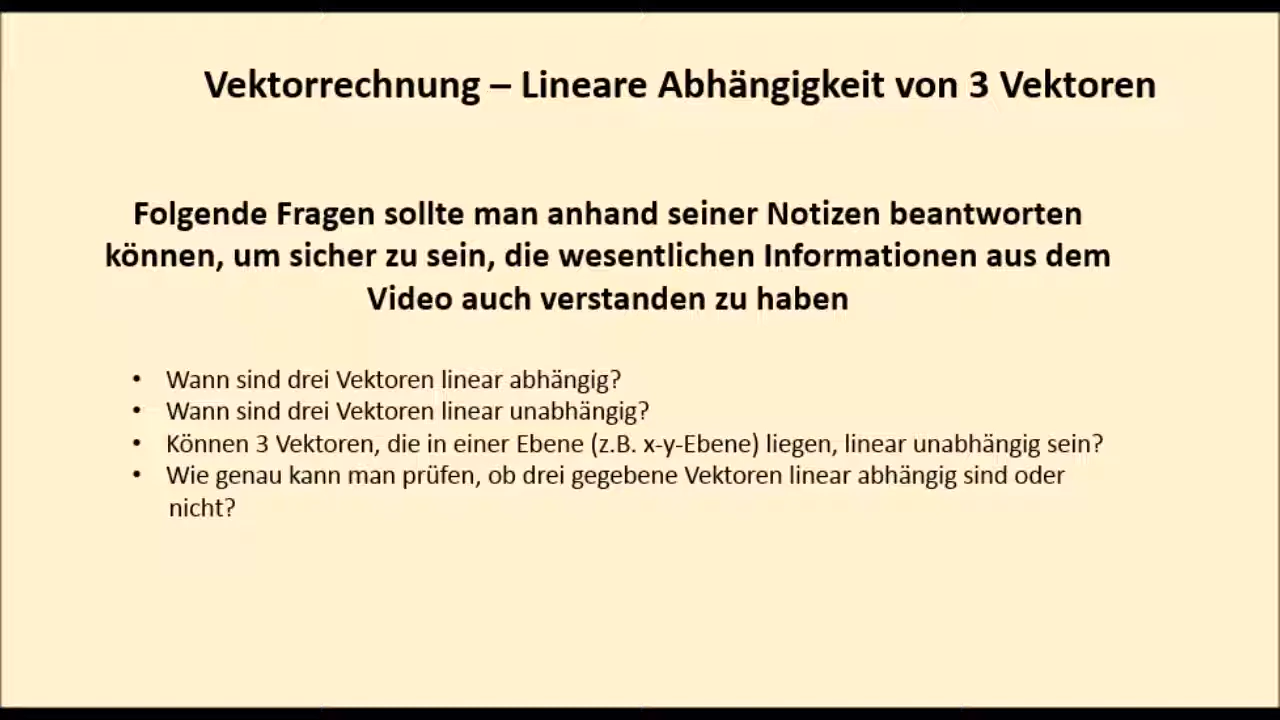 Vektorrechnung – Lineare Abhängigkeit von 3 Vektoren
Folgende Fragen sollte man anhand seiner Notizen beantworten
können, um sicher zu sein, die wesentlichen Informationen aus dem
Video auch verstanden zu haben
• Wann sind drei Vektoren linear abhängig?
• Wann sind drei Vektoren linear unabhängig?
• Können 3 Vektoren, die in einer Ebene (z.B. x-y-Ebene) liegen, linear unabhängig sein?
• Wie genau kann man prüfen, ob drei gegebene Vektoren linear abhängig sind oder
nicht?